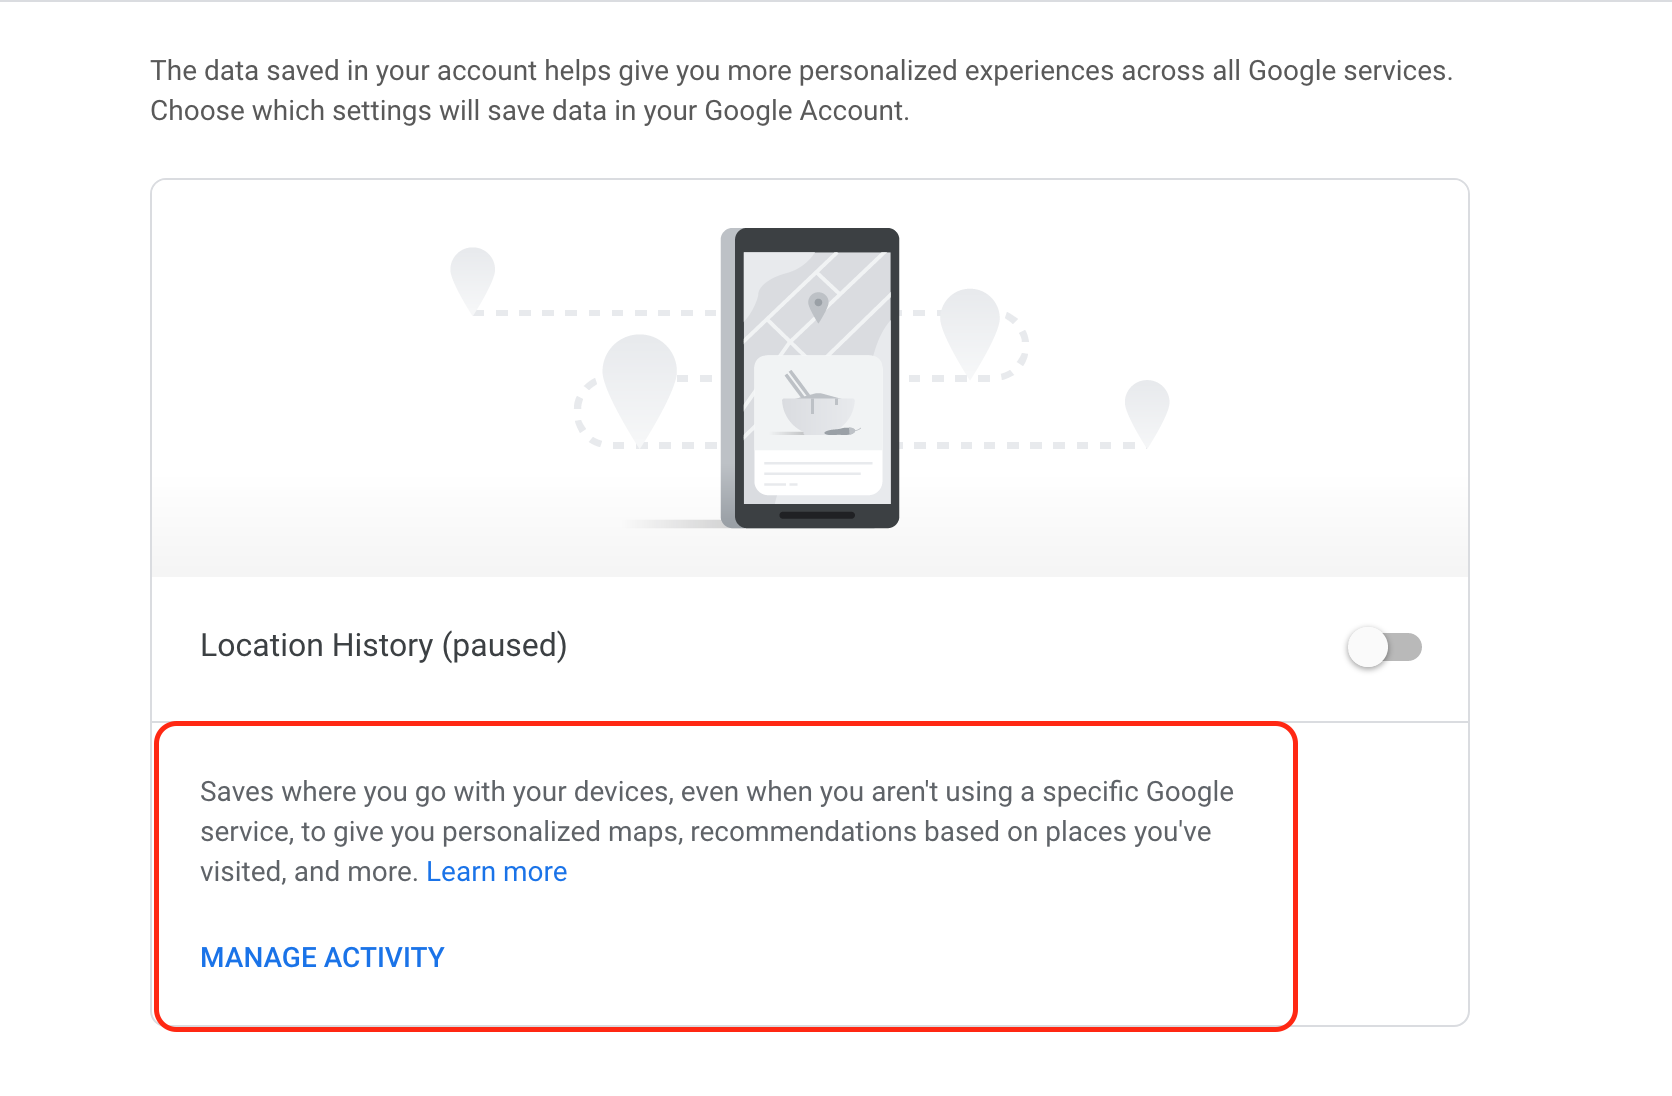 The data saved in your account helps give you more personalized experiences across all Google services.
Choose which settings will save data in your Google Account.
Location History (paused)
Saves where you go with your devices, even when you aren't using a specific Google
service, to give you personalized maps, recommendations based on places you've
visited, and more. Learn more
MANAGE ACTIVITY